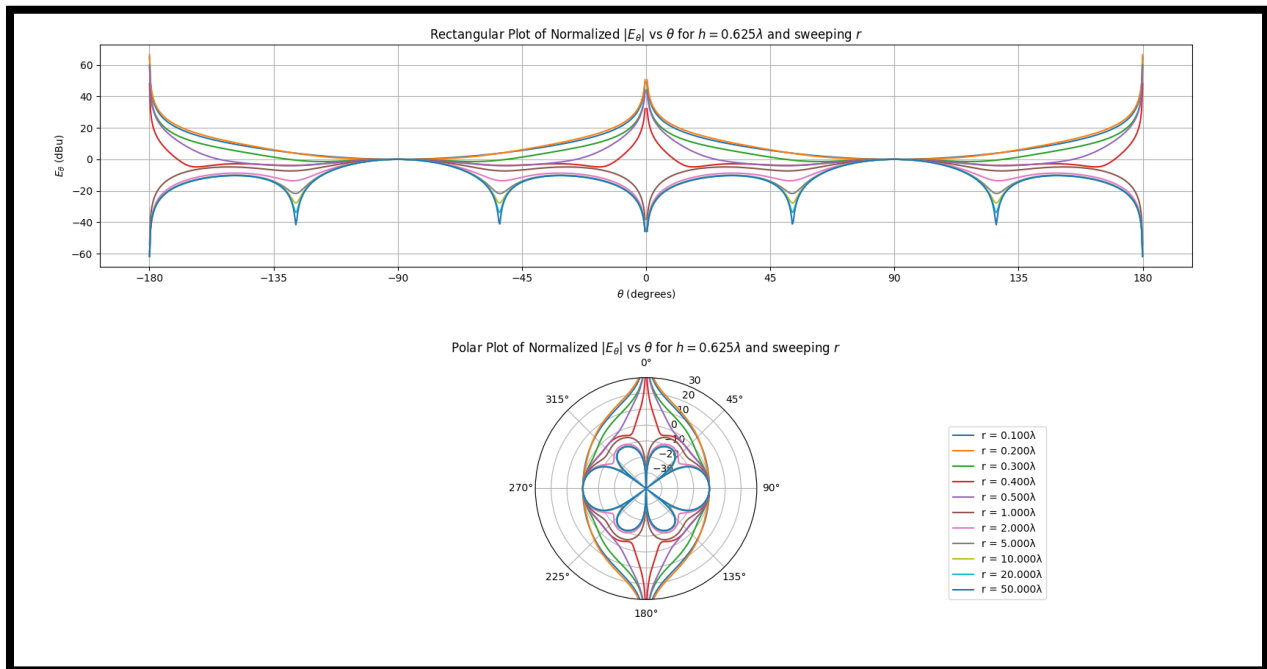 Rectangular Plot of Normalized |E_θ| vs θ for h = 0.625λ and sweeping r
60
40
20
0
−20
−40
−60
E_θ (dBu)
−180
−135
−90
−45
0
45
90
135
180
θ (degrees)
Polar Plot of Normalized |E_θ| vs θ for h = 0.625λ and sweeping r
0°
45°
90°
135°
180°
225°
270°
315°
30
20
10
0
−10
−20
−30
r = 0.100λ
r = 0.200λ
r = 0.300λ
r = 0.400λ
r = 0.500λ
r = 1.000λ
r = 2.000λ
r = 5.000λ
r = 10.000λ
r = 20.000λ
r = 50.000λ